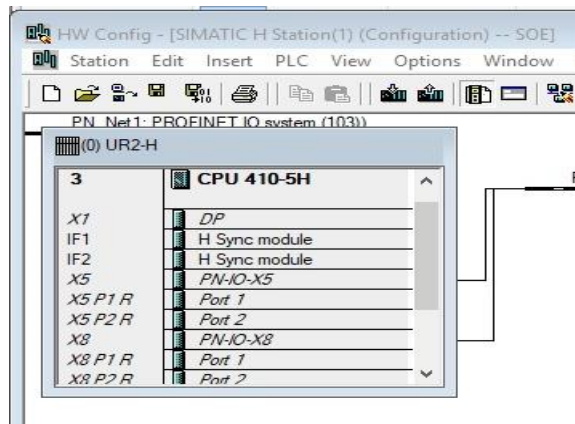 HW Config - [SIMATIC H Station(1) (Configuration) -- SOE]
Station Edit Insert PLC View Options Window
PN_Net1: PROFINET IO system (103))
(0) UR2-H
3 CPU 410-5H
X1 DP
IF1 H Sync module
IF2 H Sync module
X5 PN-IO-X5
X5 P1 R Port 1
X5 P2 R Port 2
X8 PN-IO-X8
X8 P1 R Port 1
X8 P2 R Port 2